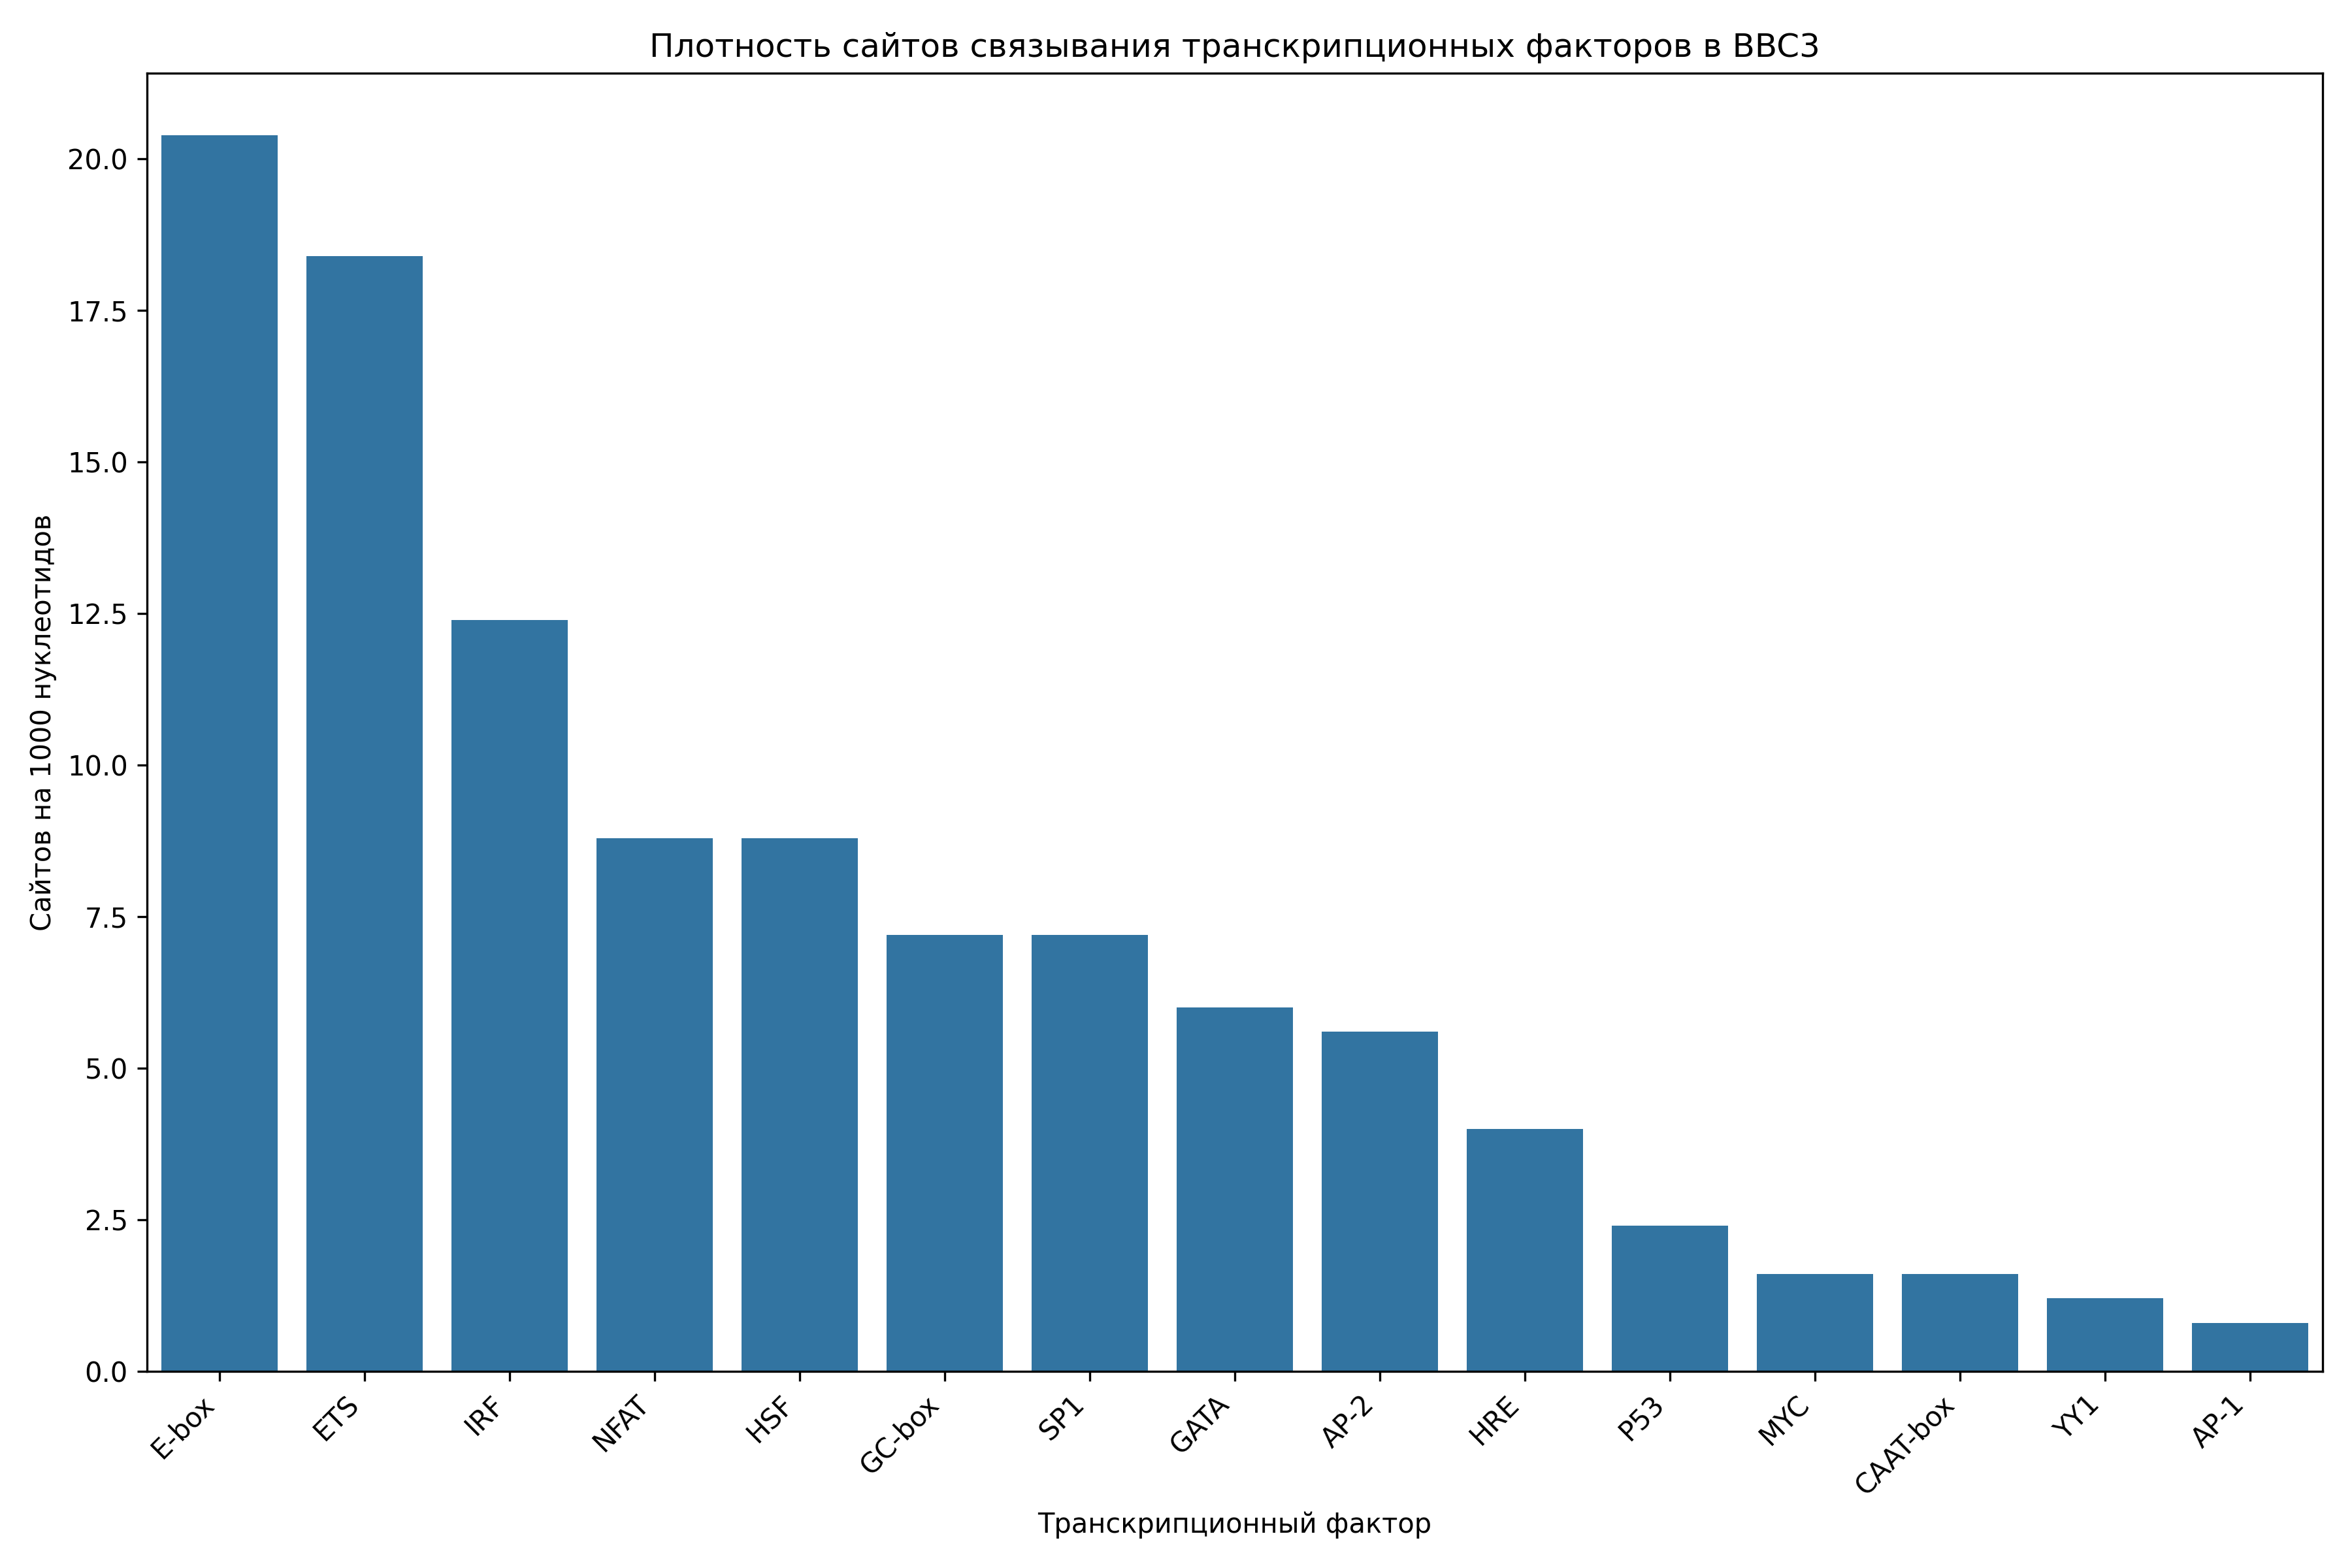 Плотность сайтов связывания транскрипционных факторов в BBC3
Сайтов на 1000 нуклеотидов
20.0
17.5
15.0
12.5
10.0
7.5
5.0
2.5
0.0
E-box
ETS
IRF
NFAT
HSF
GC-box
SP1
GATA
AP-2
HRE
P53
MYC
CAAT-box
YY1
AP-1
Транскрипционный фактор